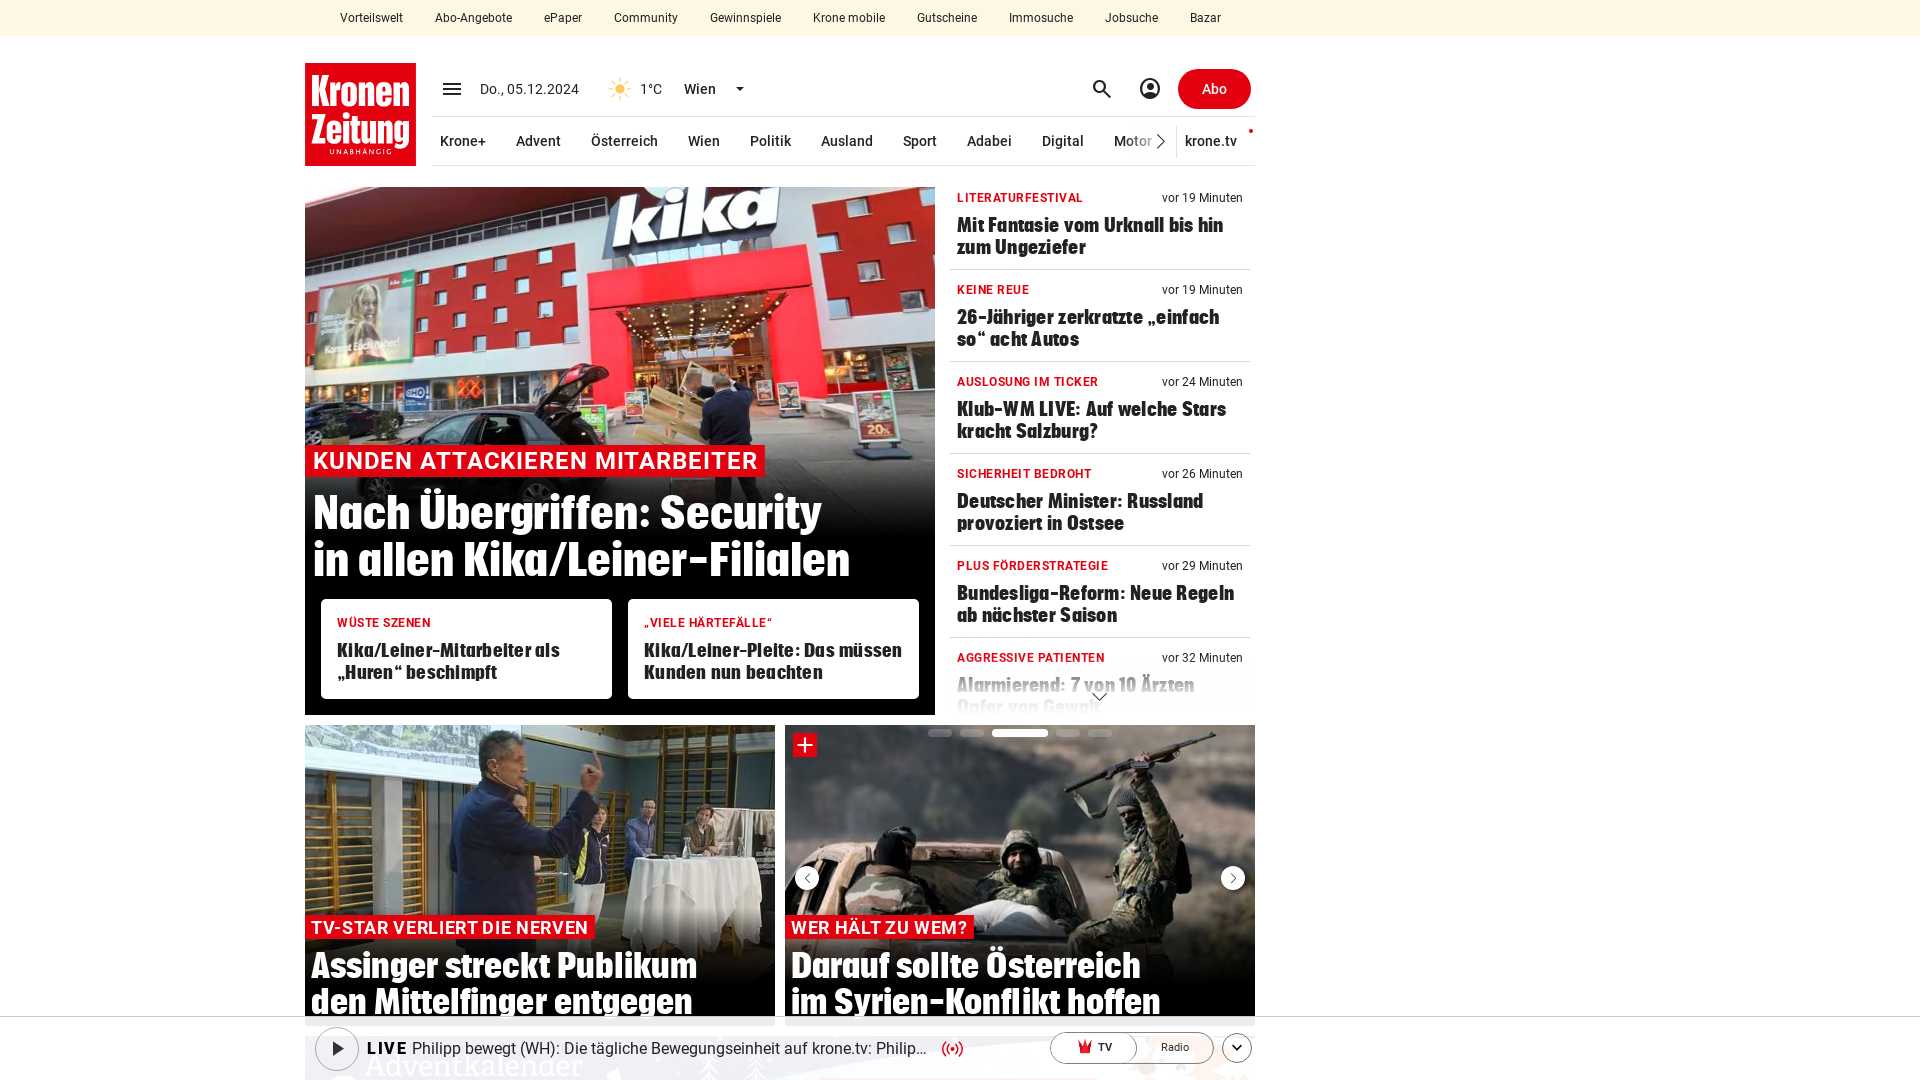 Vorteilswelt
Abo-Angebote
ePaper
Community
Gewinnspiele
Krone mobile
Gutscheine
Immosuche
Jobsuche
Bazar
Kronen
Zeitung
UNABHÄNGIG
Do., 05.12.2024
1°C
Wien
Abo
Krone+
Advent
Österreich
Wien
Politik
Ausland
Sport
Adabei
Digital
Motor
krone.tv
kika
20%
KUNDEN ATTACKIEREN MITARBEITER
Nach Übergriffen: Security
in allen Kika/Leiner-Filialen
WÜSTE SZENEN
Kika/Leiner-Mitarbeiter als
„Huren“ beschimpft
„VIELE HÄRTEFÄLLE“
Kika/Leiner-Pleite: Das müssen
Kunden nun beachten
LITERATURFESTIVAL
vor 19 Minuten
Mit Fantasie vom Urknall bis hin
zum Ungeziefer
KEINE REUE
vor 19 Minuten
26-Jähriger zerkratzte „einfach
so“ acht Autos
AUSLOSUNG IM TICKER
vor 24 Minuten
Klub-WM LIVE: Auf welche Stars
kracht Salzburg?
SICHERHEIT BEDROHT
vor 26 Minuten
Deutscher Minister: Russland
provoziert in Ostsee
PLUS FÖRDERSTRATEGIE
vor 29 Minuten
Bundesliga-Reform: Neue Regeln
ab nächster Saison
AGGRESSIVE PATIENTEN
vor 32 Minuten
Alarmierend: 7 von 10 Ärzten
Opfer von Gewalt
TV-STAR VERLIERT DIE NERVEN
Assinger streckt Publikum
den Mittelfinger entgegen
WER HÄLT ZU WEM?
Darauf sollte Österreich
im Syrien-Konflikt hoffen
LIVE Philipp bewegt (WH): Die tägliche Bewegungseinheit auf krone.tv: Philip...
TV
Radio
Adventkalender